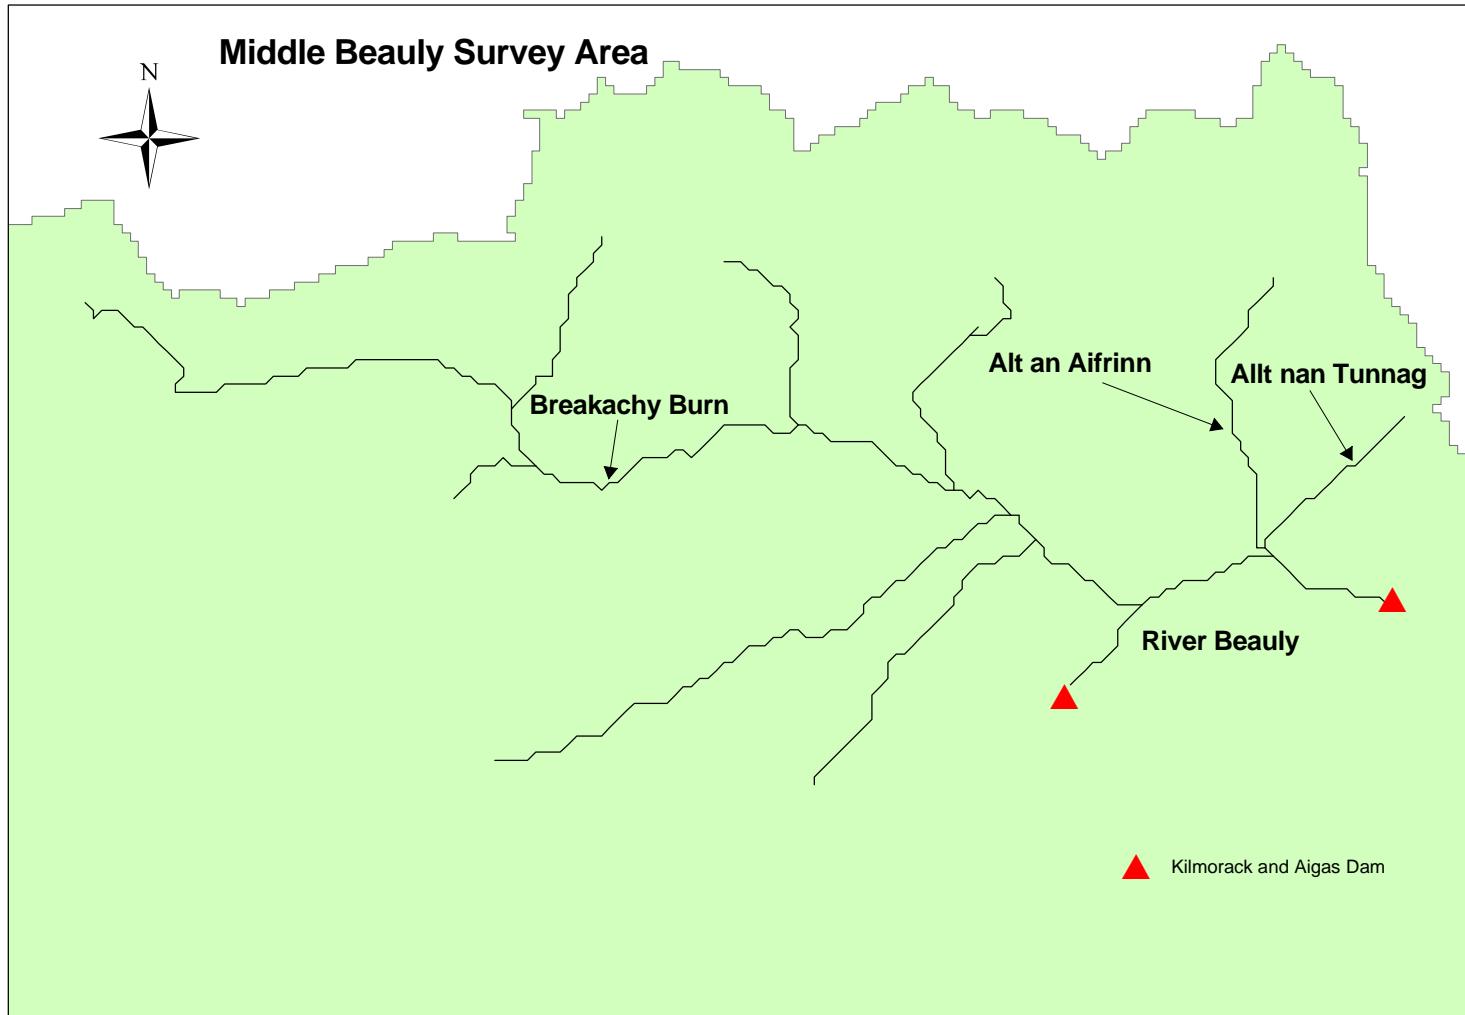 Middle Beauly Survey Area
N
Alt an Aifrinn
Allt nan Tunnag
Breakachy Burn
River Beauly
Kilmorack and Aigas Dam